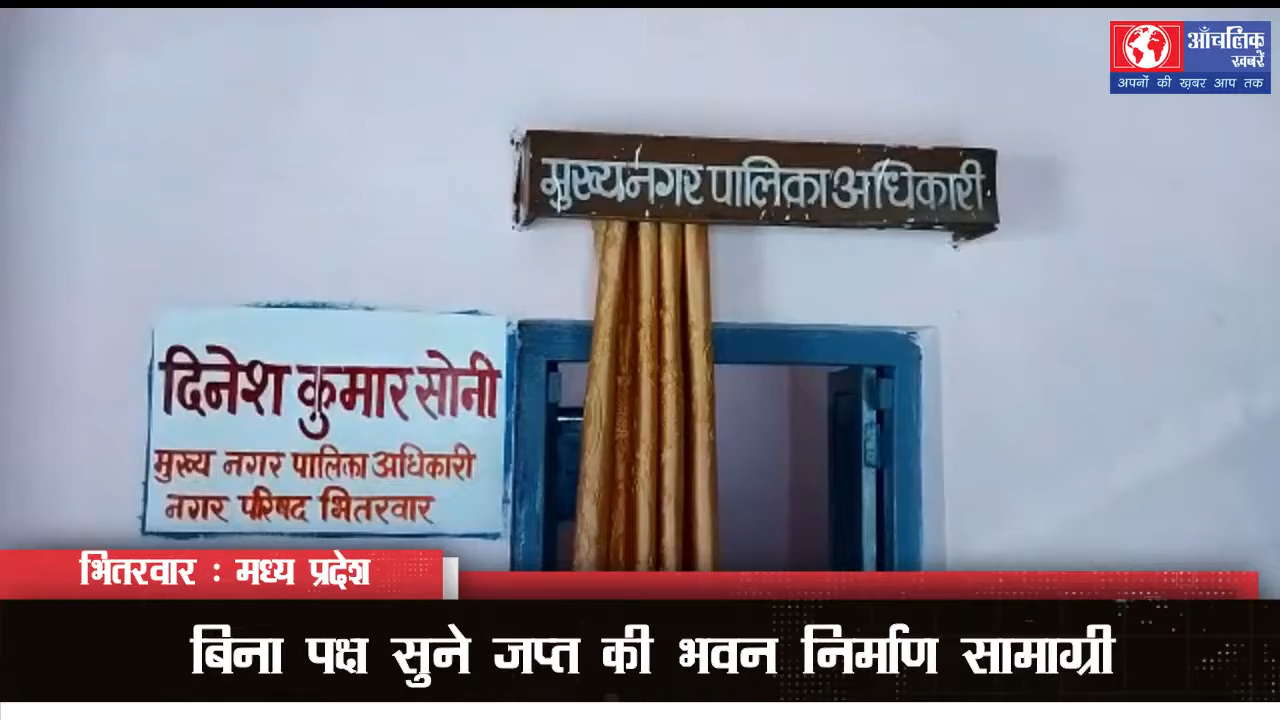 आँचलिक
खबरें
अपनों की ख़बर आप तक
मुख्य नगर पालिका अधिकारी
दिनेश कुमार सोनी
मुख्य नगर पालिका अधिकारी
नगर परिषद भितरवार
भितरवार : मध्य प्रदेश
बिना पक्ष सुने जप्त की भवन निर्माण सामाग्री